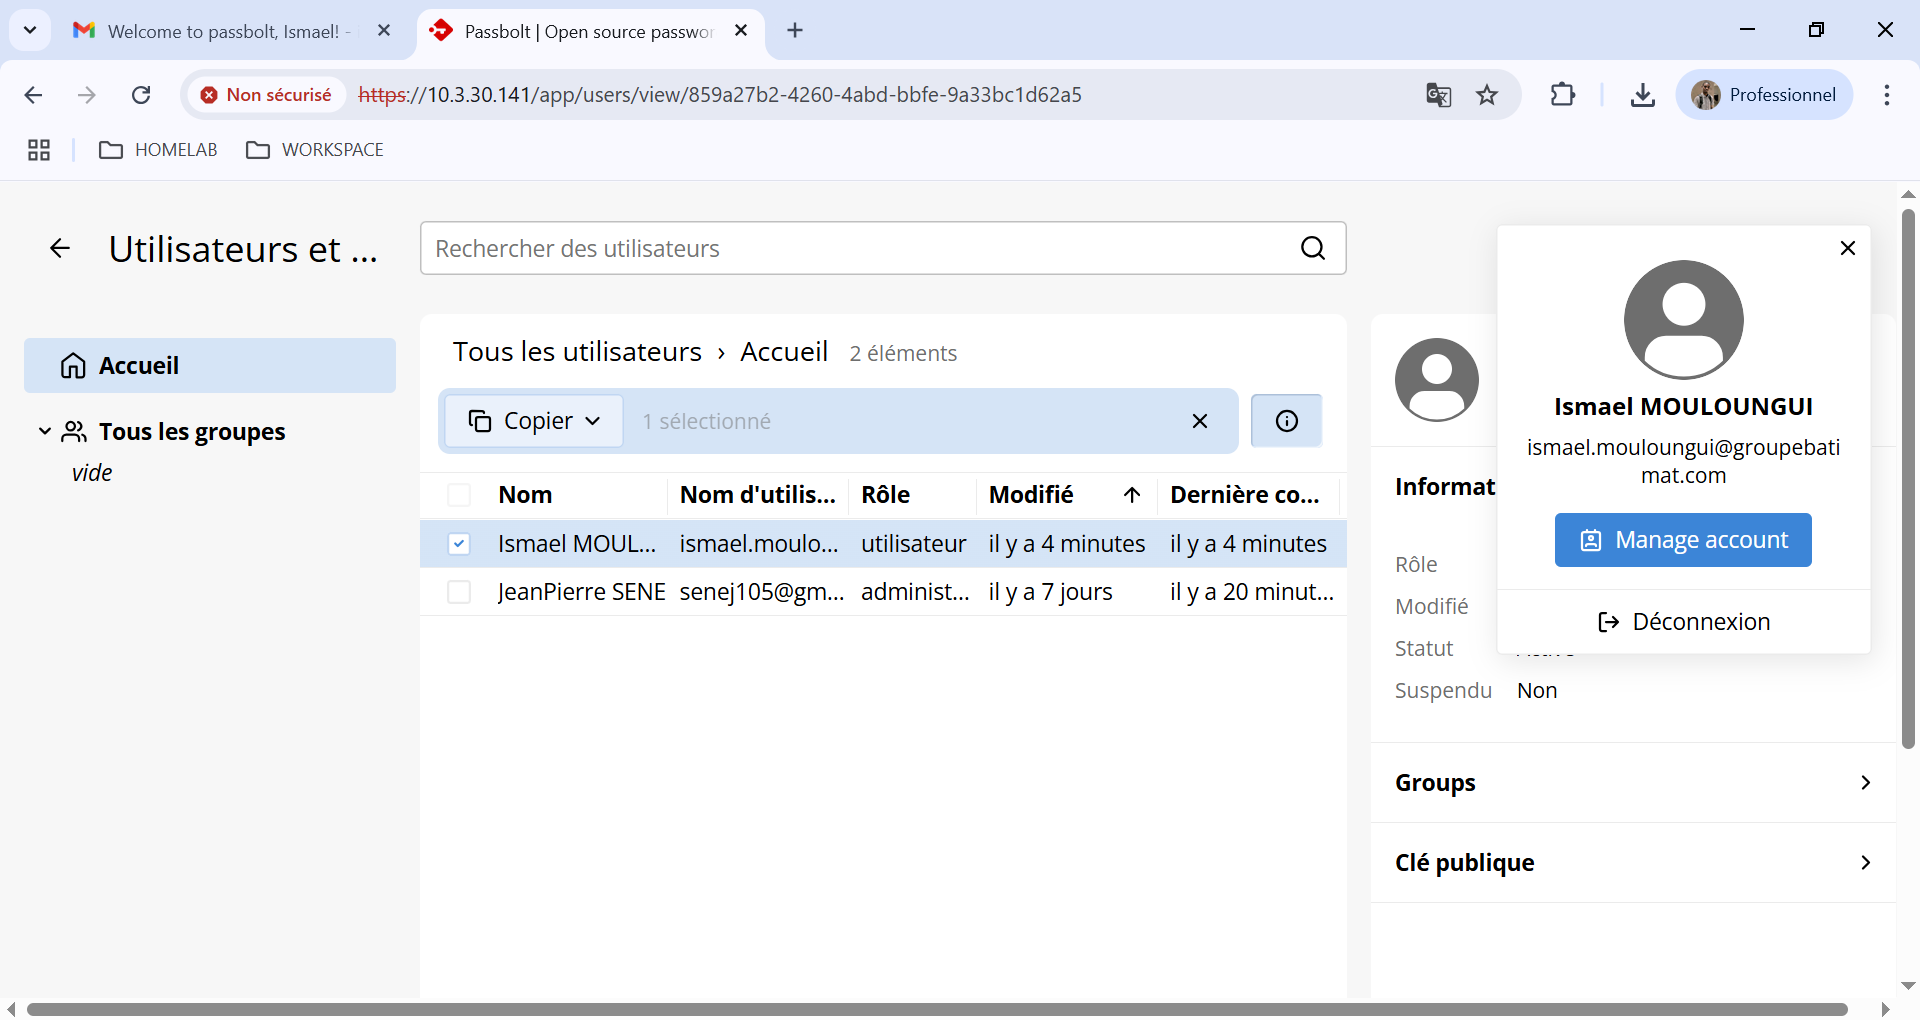 Welcome to passbolt, Ismael! -
Passbolt | Open source passwor
Non sécurisé
https://10.3.30.141/app/users/view/859a27b2-4260-4abd-bbfe-9a33bc1d62a5
Professionnel
HOMELAB
WORKSPACE
Utilisateurs et ...
Rechercher des utilisateurs
Accueil
Tous les groupes
vide
Tous les utilisateurs › Accueil 2 éléments
Copier
1 sélectionné
Nom Nom d'utilis... Rôle Modifié Dernière co...
Ismael MOUL... ismael.moulo... utilisateur il y a 4 minutes il y a 4 minutes
JeanPierre SENE senej105@gm... administ... il y a 7 jours il y a 20 minut...
Informat
Rôle
Modifié
Statut
Suspendu Non
Groups
Clé publique
Ismael MOULOUNGUI
ismael.mouloungui@groupebati
mat.com
Manage account
Déconnexion